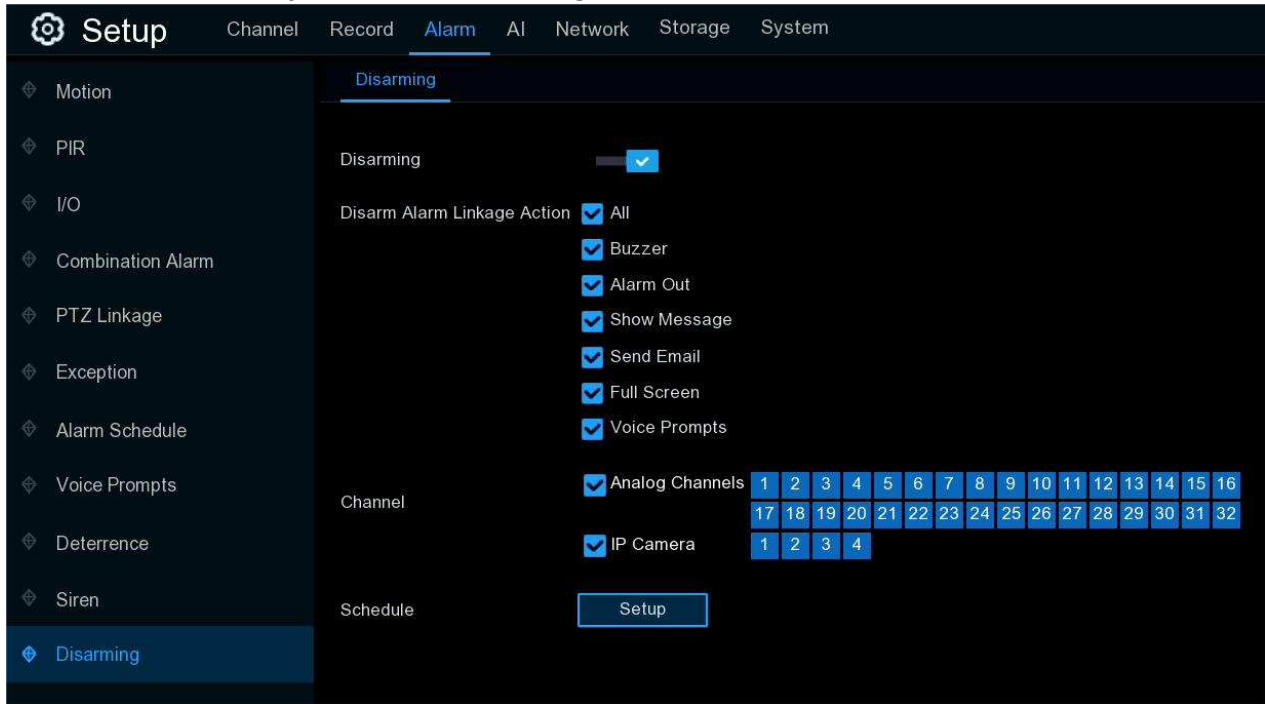 Setup Channel Record Alarm AI Network Storage System
Disarming
Motion
PIR
I/O
Combination Alarm
PTZ Linkage
Exception
Alarm Schedule
Voice Prompts
Deterrence
Siren
Disarming
Disarming
Disarm Alarm Linkage Action All
Buzzer
Alarm Out
Show Message
Send Email
Full Screen
Voice Prompts
Channel
Analog Channels 1 2 3 4 5 6 7 8 9 10 11 12 13 14 15 16
17 18 19 20 21 22 23 24 25 26 27 28 29 30 31 32
IP Camera 1 2 3 4
Schedule Setup